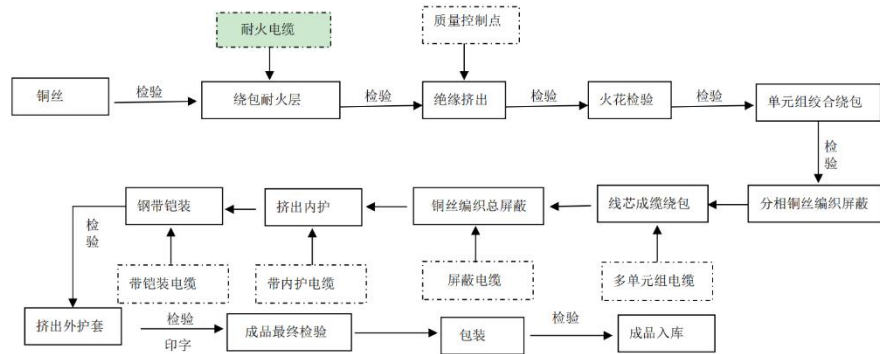 耐火电缆
质量控制点
铜丝
检验
绕包耐火层
检验
绝缘挤出
检验
火花检验
检验
单元组绞合绕包
检
验
钢带铠装
挤出内护
铜丝编织总屏蔽
线芯成缆绕包
分相铜丝编织屏蔽
检
验
带铠装电缆
带内护电缆
屏蔽电缆
多单元组电缆
挤出外护套
检验
印字
成品最终检验
包装
检验
成品入库